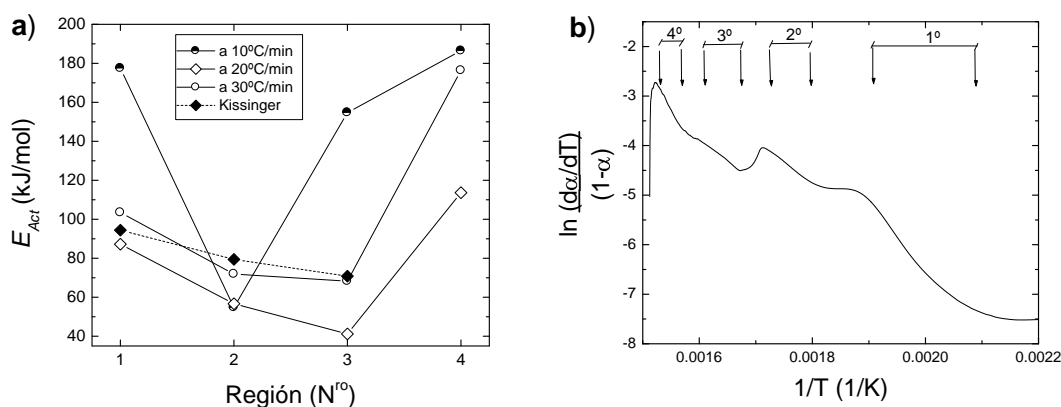 a)
200
180
160
140
120
100
80
60
40
E_Act (kJ/mol)
a 10ºC/min
a 20ºC/min
a 30ºC/min
Kissinger
1 2 3 4
Región (N^ro)
b)
4º 3º 2º 1º
-2
-3
-4
-5
-6
-7
-8
ln (dα/dT)
(1-α)
0.0016 0.0018 0.0020 0.0022
1/T (1/K)